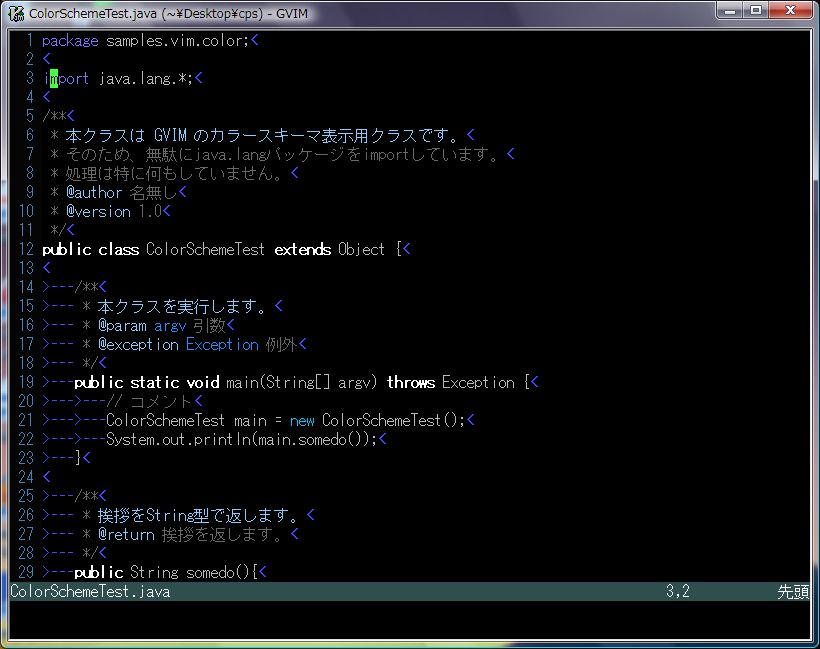 ColorSchemeTest.java (~¥Desktop¥cps) - GVIM
1 package samples.vim.color;<
2 <
3 import java.lang.*;<
4 <
5 /**<
6  * 本クラスは GVIM のカラースキーマ表示用クラスです。<
7  * そのため、無駄にjava.langパッケージをimportしています。<
8  * 処理は特に何もしていません。<
9  * @author 名無し<
10  * @version 1.0<
11  */<
12 public class ColorSchemeTest extends Object {<
13 <
14 >---/**<
15 >--- * 本クラスを実行します。<
16 >--- * @param argv 引数<
17 >--- * @exception Exception 例外<
18 >--- */<
19 >---public static void main(String[] argv) throws Exception {<
20 >--->---// コメント<
21 >--->---ColorSchemeTest main = new ColorSchemeTest();<
22 >--->---System.out.println(main.somedo());<
23 >---}<
24 <
25 >---/**<
26 >--- * 挨拶をString型で返します。<
27 >--- * @return 挨拶を返します。<
28 >--- */<
29 >---public String somedo(){<
ColorSchemeTest.java 3,2 先頭